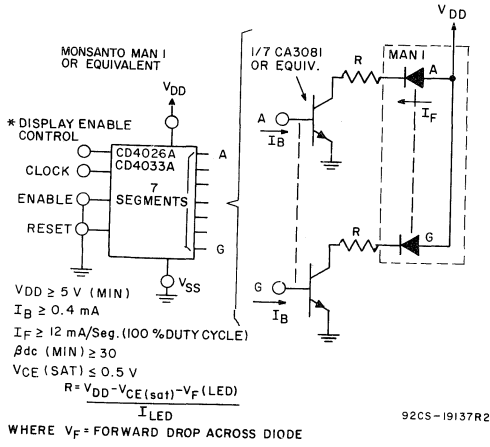 MONSANTO MAN I
OR EQUIVALENT
VDD
* DISPLAY ENABLE
CONTROL
CLOCK
ENABLE
RESET
CD4026A
CD4033A
7
SEGMENTS
A
G
VSS
1/7 CA3081
OR EQUIV.
R
VDD
MAN I
A
IF
A
IB
R
G
G
IB
VDD ≥ 5 V (MIN)
IB ≥ 0.4 mA
IF ≥ 12 mA/Seg. (100 % DUTY CYCLE)
βdc (MIN) ≥ 30
VCE (SAT) ≤ 0.5 V
R = VDD - VCE(sat) - VF (LED)
ILED
WHERE VF = FORWARD DROP ACROSS DIODE
92CS-19137R2